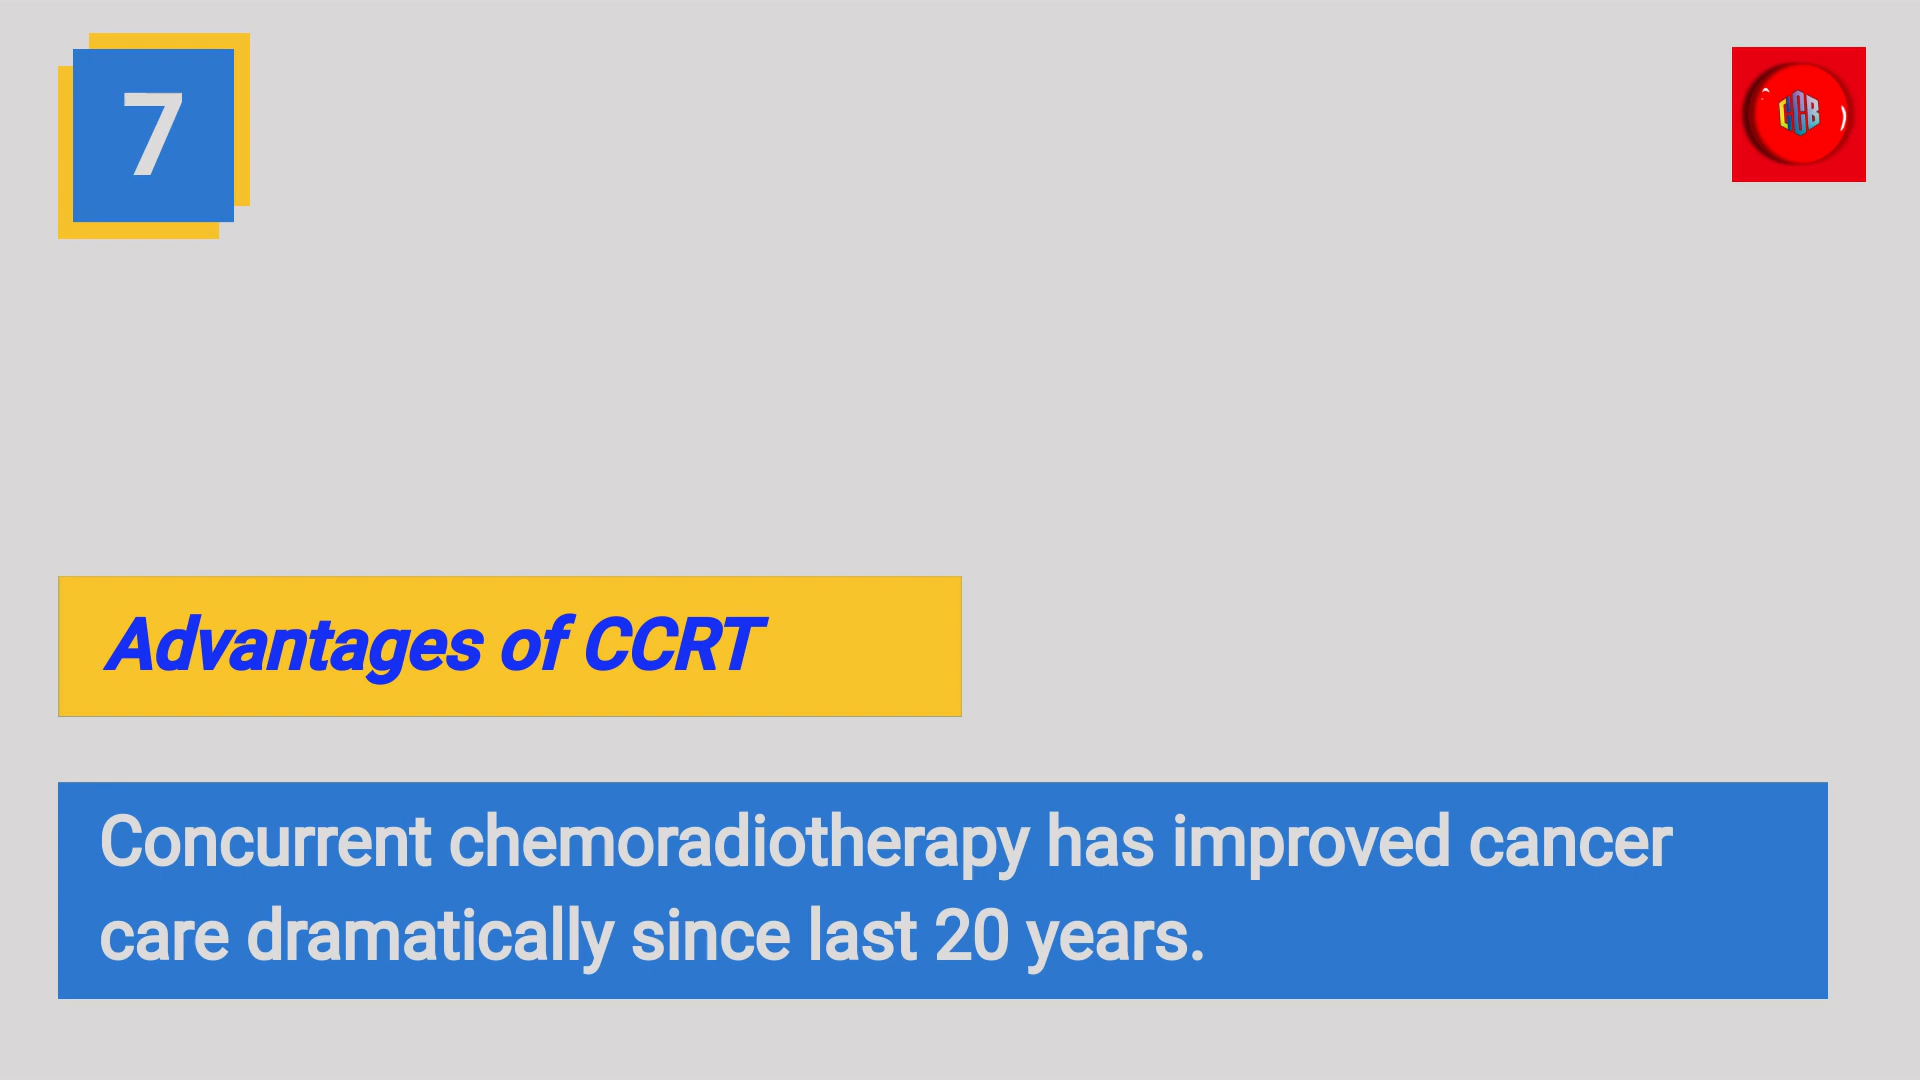 7
Advantages of CCRT
Concurrent chemoradiotherapy has improved cancer
care dramatically since last 20 years.